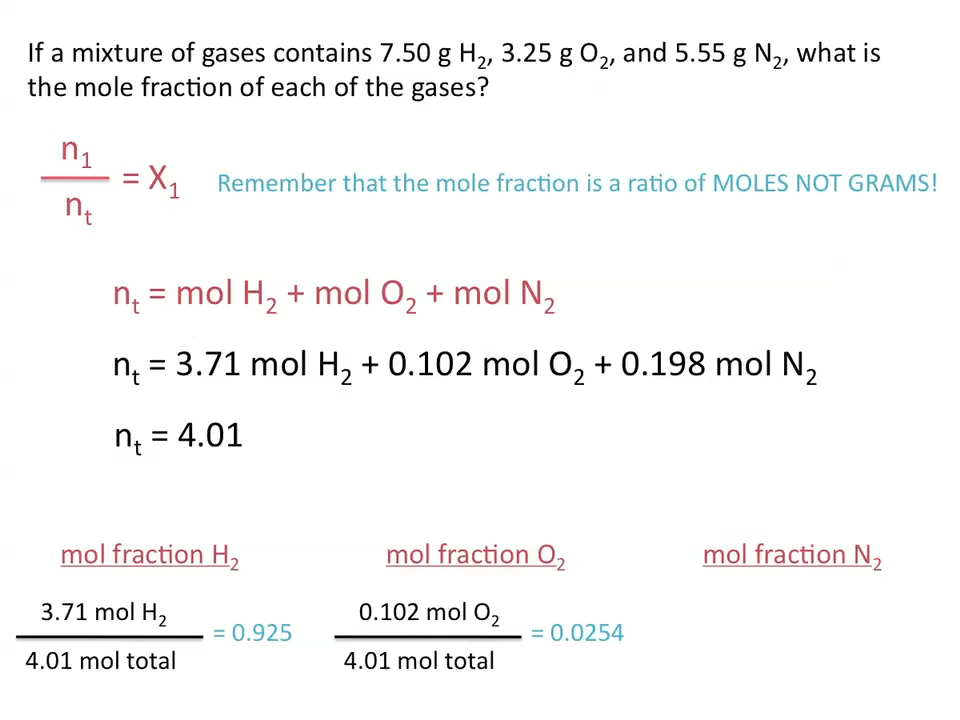 If a mixture of gases contains 7.50 g H₂, 3.25 g O₂, and 5.55 g N₂, what is
the mole fraction of each of the gases?
n₁
= X₁
nₜ
Remember that the mole fraction is a ratio of MOLES NOT GRAMS!
nₜ = mol H₂ + mol O₂ + mol N₂
nₜ = 3.71 mol H₂ + 0.102 mol O₂ + 0.198 mol N₂
nₜ = 4.01
mol fraction H₂
mol fraction O₂
mol fraction N₂
3.71 mol H₂
4.01 mol total
= 0.925
0.102 mol O₂
4.01 mol total
= 0.0254